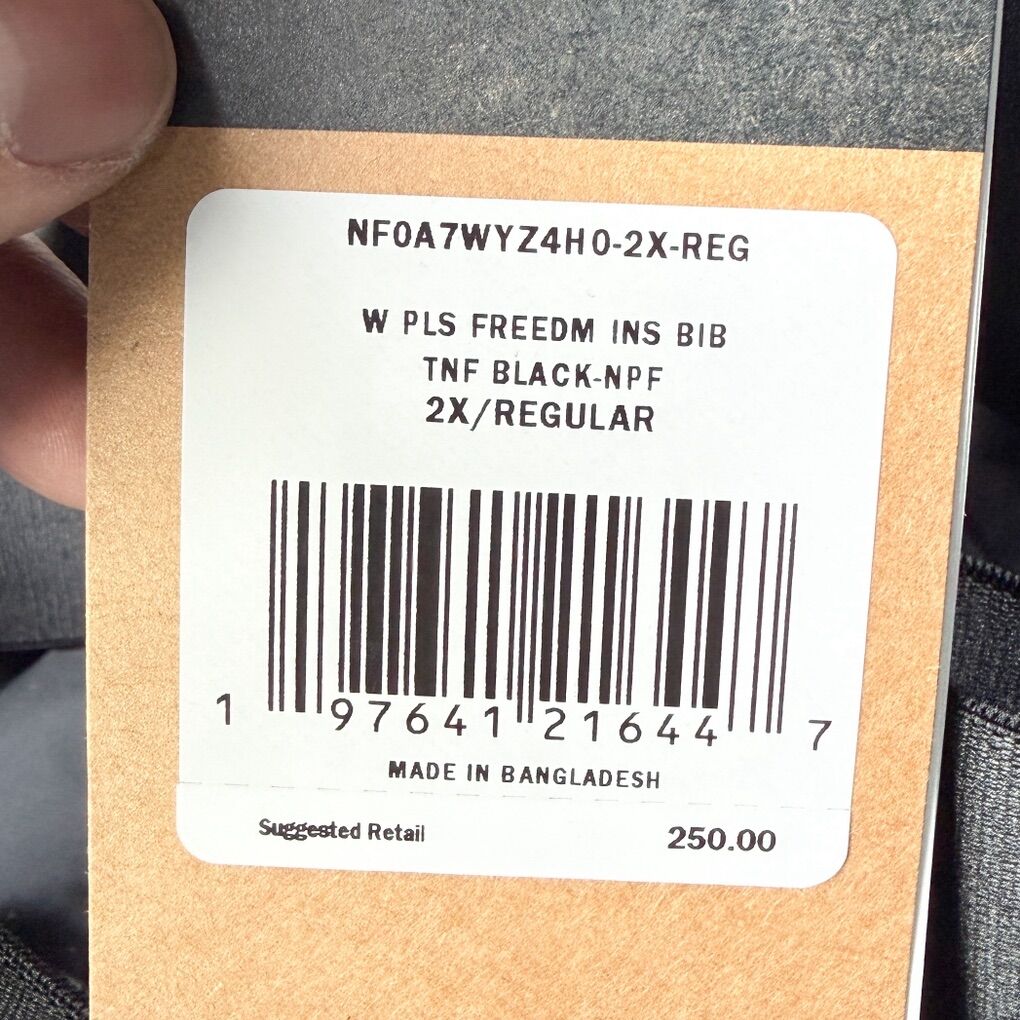 NF0A7WYZ4H0-2X-REG
W PLS FREEDM INS BIB
TNF BLACK-NPF
2X/REGULAR
1 97641 21644 7
MADE IN BANGLADESH
Suggested Retail 250.00